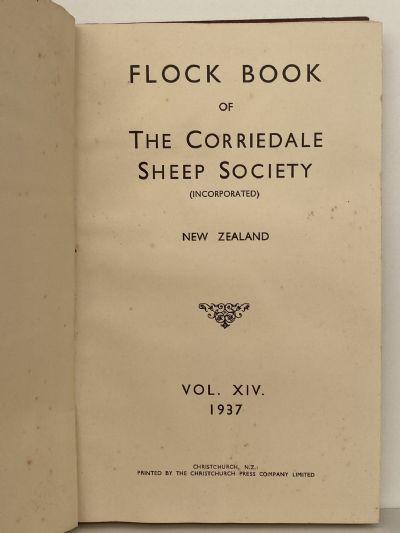 FLOCK BOOK
OF
THE CORRIEDALE
SHEEP SOCIETY
(INCORPORATED)
NEW ZEALAND
VOL. XIV.
1937
CHRISTCHURCH, N.Z.:
PRINTED BY THE CHRISTCHURCH PRESS COMPANY LIMITED